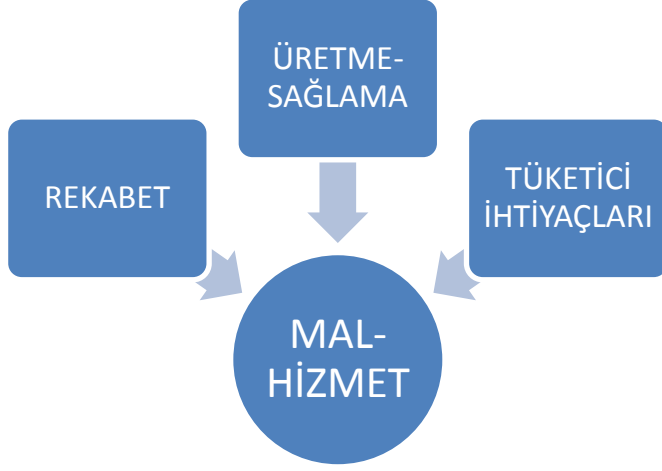 ÜRETME-
SAĞLAMA
REKABET
TÜKETİCİ
İHTİYAÇLARI
MAL-
HİZMET